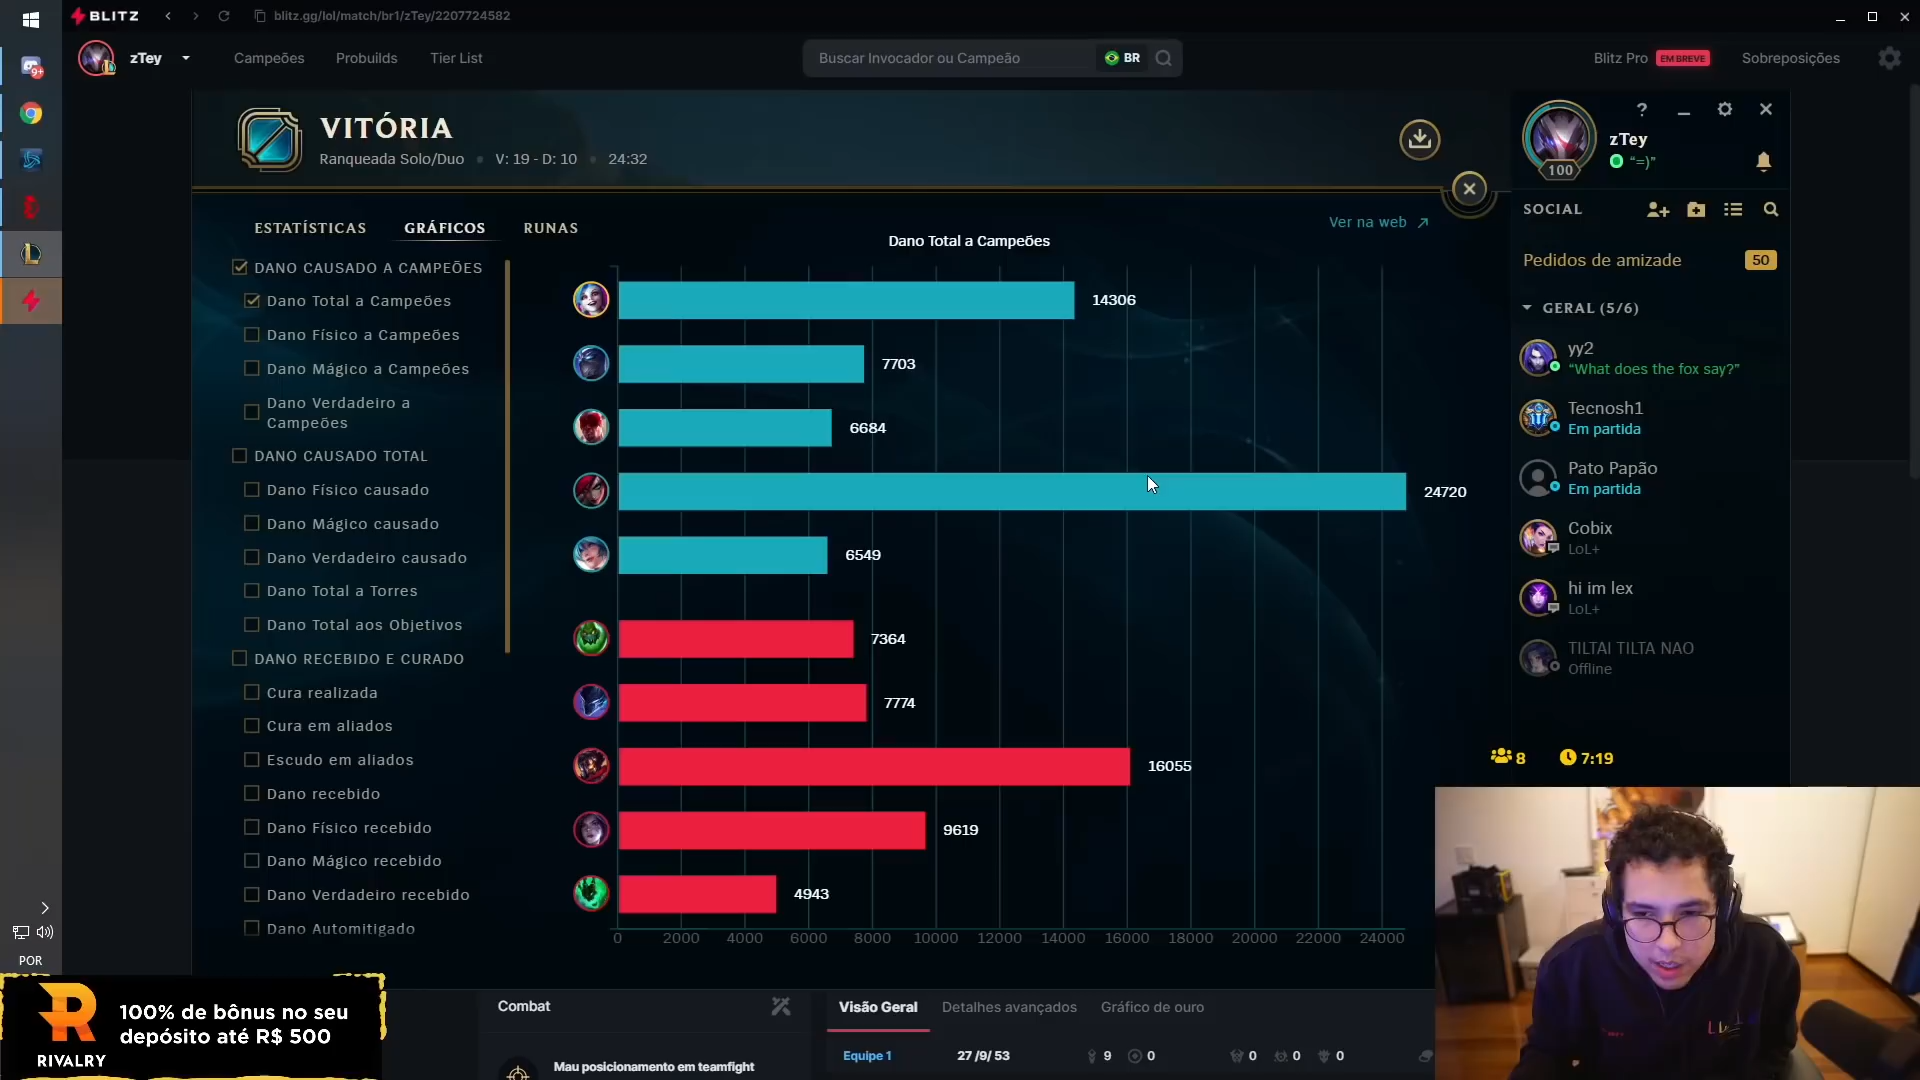 BLITZ
blitz.gg/lol/match/br1/zTey/2207724582
9+
zTey
Campeões
Probuilds
Tier List
Buscar Invocador ou Campeão
BR
Blitz Pro
EM BREVE
Sobreposições
VITÓRIA
Ranqueada Solo/Duo
V: 19 - D: 10
24:32
zTey
"=)"
100
SOCIAL
ESTATÍSTICAS
GRÁFICOS
RUNAS
Ver na web
Dano Total a Campeões
Pedidos de amizade
50
GERAL (5/6)
DANO CAUSADO A CAMPEÕES
Dano Total a Campeões
Dano Físico a Campeões
Dano Mágico a Campeões
Dano Verdadeiro a
Campeões
DANO CAUSADO TOTAL
Dano Físico causado
Dano Mágico causado
Dano Verdadeiro causado
Dano Total a Torres
Dano Total aos Objetivos
DANO RECEBIDO E CURADO
Cura realizada
Cura em aliados
Escudo em aliados
Dano recebido
Dano Físico recebido
Dano Mágico recebido
Dano Verdadeiro recebido
Dano Automitigado
14306
7703
6684
24720
6549
7364
7774
16055
9619
4943
0 2000 4000 6000 8000 10000 12000 14000 16000 18000 20000 22000 24000
yy2
"What does the fox say?"
Tecnosh1
Em partida
Pato Papão
Em partida
Cobix
LoL+
hi im lex
LoL+
TILTAI TILTA NAO
Offline
8
7:19
POR
RIVALRY
100% de bônus no seu
depósito até R$ 500
Combat
Mau posicionamento em teamfight
Visão Geral
Detalhes avançados
Gráfico de ouro
Equipe 1
27 /9/ 53
9
0
0
0
0